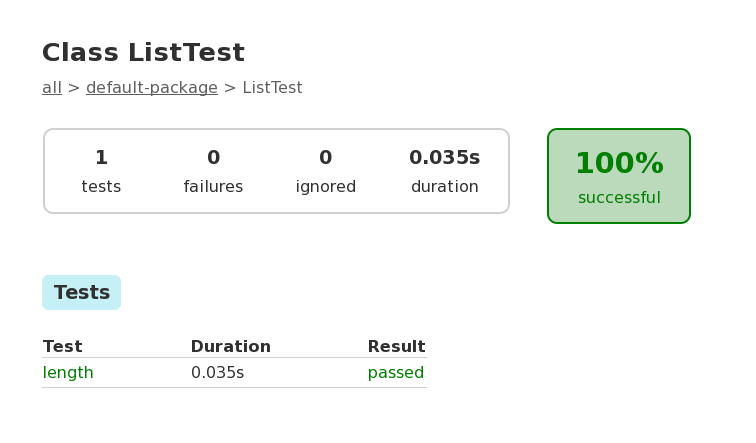 Class ListTest
all > default-package > ListTest
1 0 0 0.035s
tests failures ignored duration
100%
successful
Tests
Test Duration Result
length 0.035s passed